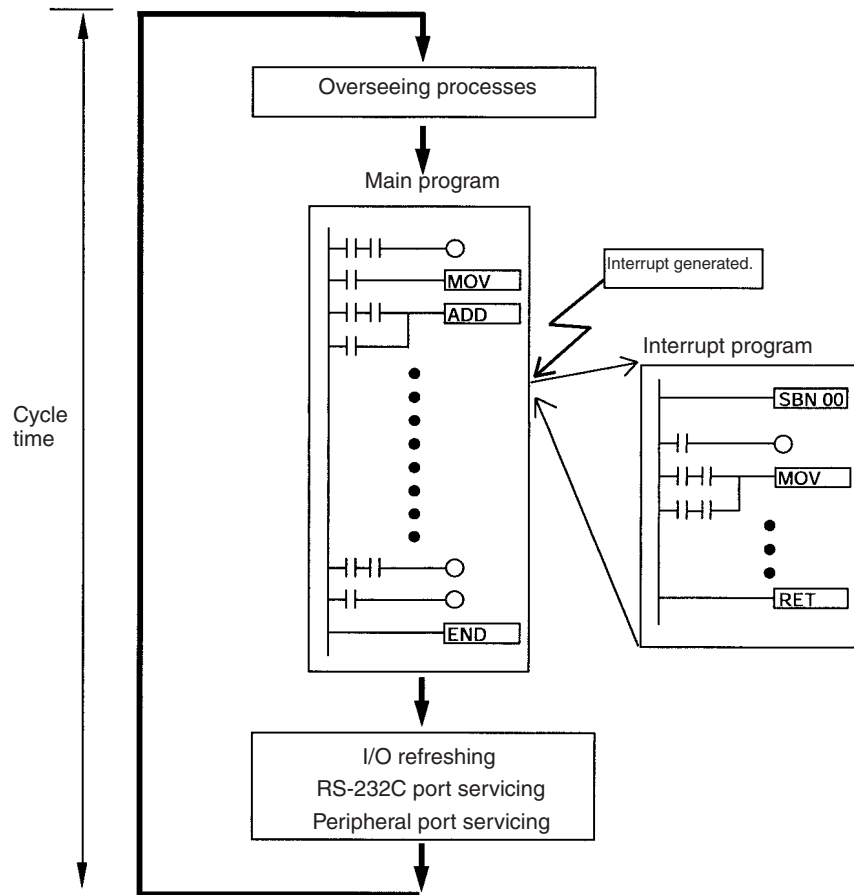 Overseeing processes
Main program
MOV
ADD
Interrupt generated.
Interrupt program
SBN 00
MOV
RET
Cycle
time
END
I/O refreshing
RS-232C port servicing
Peripheral port servicing